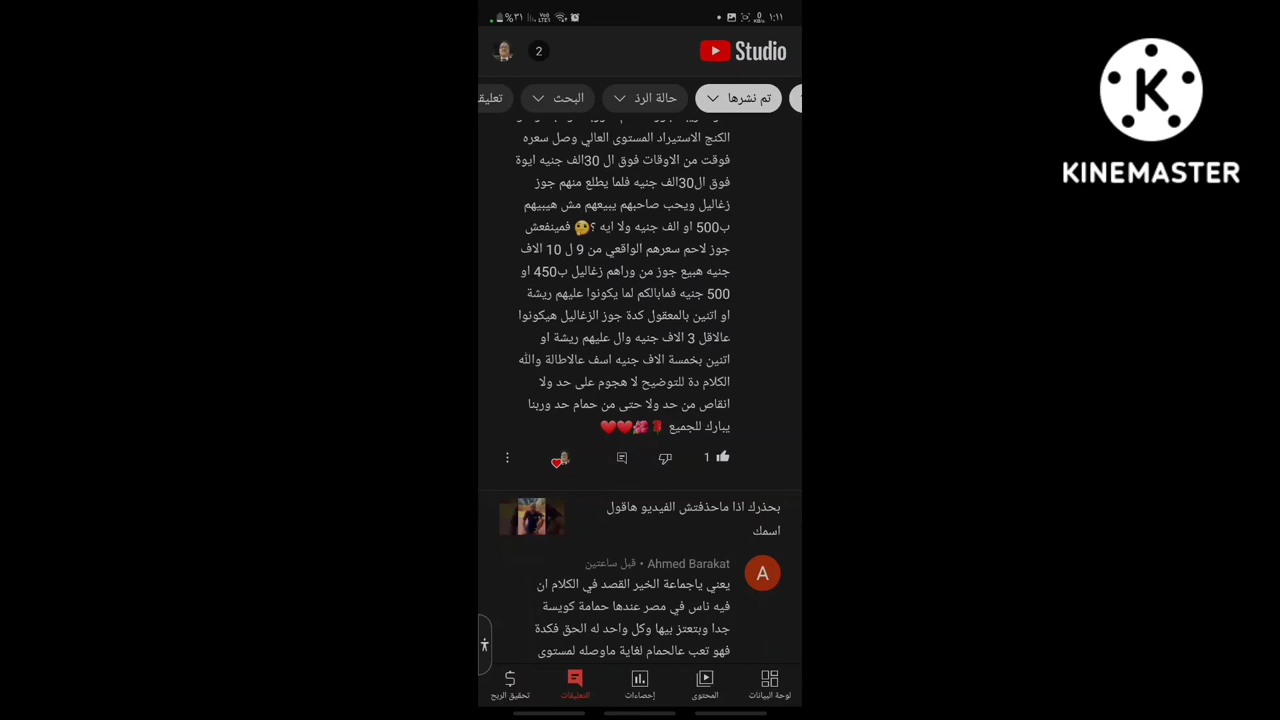 %٣١
١:١١
2
Studio
تم نشرها
حالة الرد
البحث
تعليق
KINEMASTER
الكنج الاستيراد المستوى العالي وصل سعره
فوقت من الاوقات فوق ال 30الف جنيه ايوة
فوق ال30الف جنيه فلما يطلع منهم جوز
زغاليل ويحب صاحبهم يبيعهم مش هيبيهم
ب500 او الف جنيه ولا ايه ؟🤔 فمينفعش
جوز لاحم سعرهم الواقعي من 9 ل 10 الاف
جنيه هبيع جوز من وراهم زغاليل ب450 او
500 جنيه فمابالكم لما يكونوا عليهم ريشة
او اتنين بالمعقول كدة جوز الزغاليل هيكونوا
عالاقل 3 الاف جنيه وال عليهم ريشة او
اتنين بخمسة الاف جنيه اسف عالاطالة والله
الكلام دة للتوضيح لا هجوم على حد ولا
انقاص من حد ولا حتى من حمام حد وربنا
يبارك للجميع 🌹🌺❤️❤️
1
بحذرك اذا ماحذفتش الفيديو هاقول
اسمك
Ahmed Barakat • قبل ساعتين
A
يعني ياجماعة الخير القصد في الكلام ان
فيه ناس في مصر عندها حمامة كويسة
جدا وبتعتز بيها وكل واحد له الحق فكدة
فهو تعب عالحمام لغاية ماوصله لمستوى
لوحة البيانات
المحتوى
إحصاءات
التعليقات
تحقيق الربح